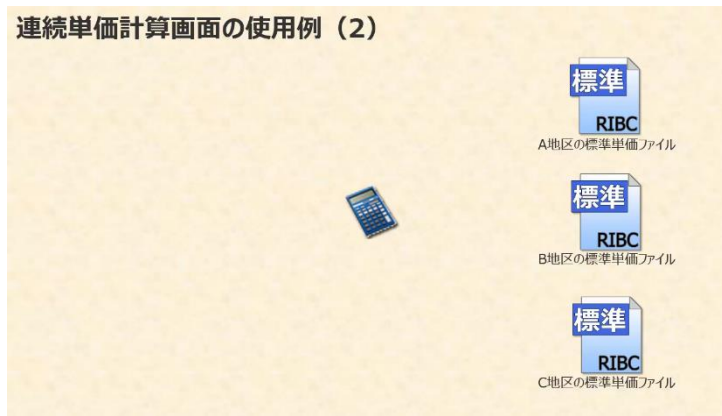 連続単価計算画面の使用例（2）
標準
RIBC
A地区の標準単価ファイル
標準
RIBC
B地区の標準単価ファイル
標準
RIBC
C地区の標準単価ファイル